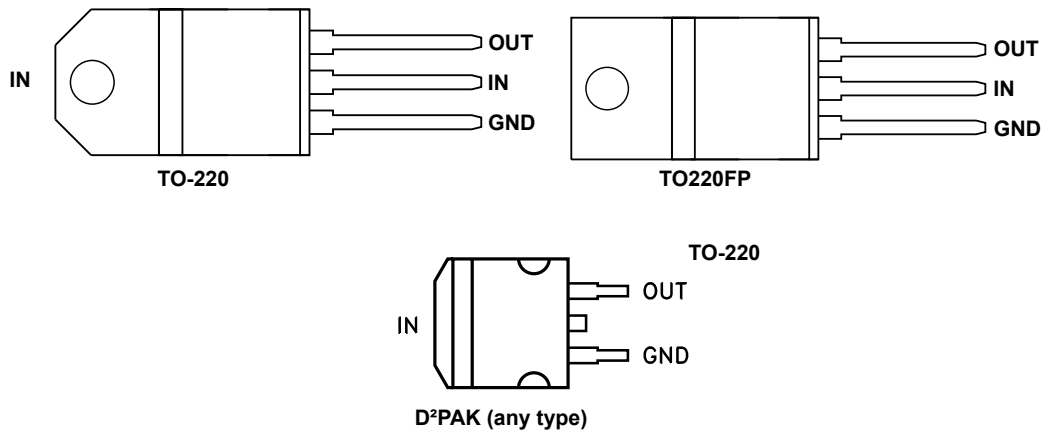 IN
OUT
IN
GND
TO-220
OUT
IN
GND
TO220FP
TO-220
IN
OUT
GND
D²PAK (any type)